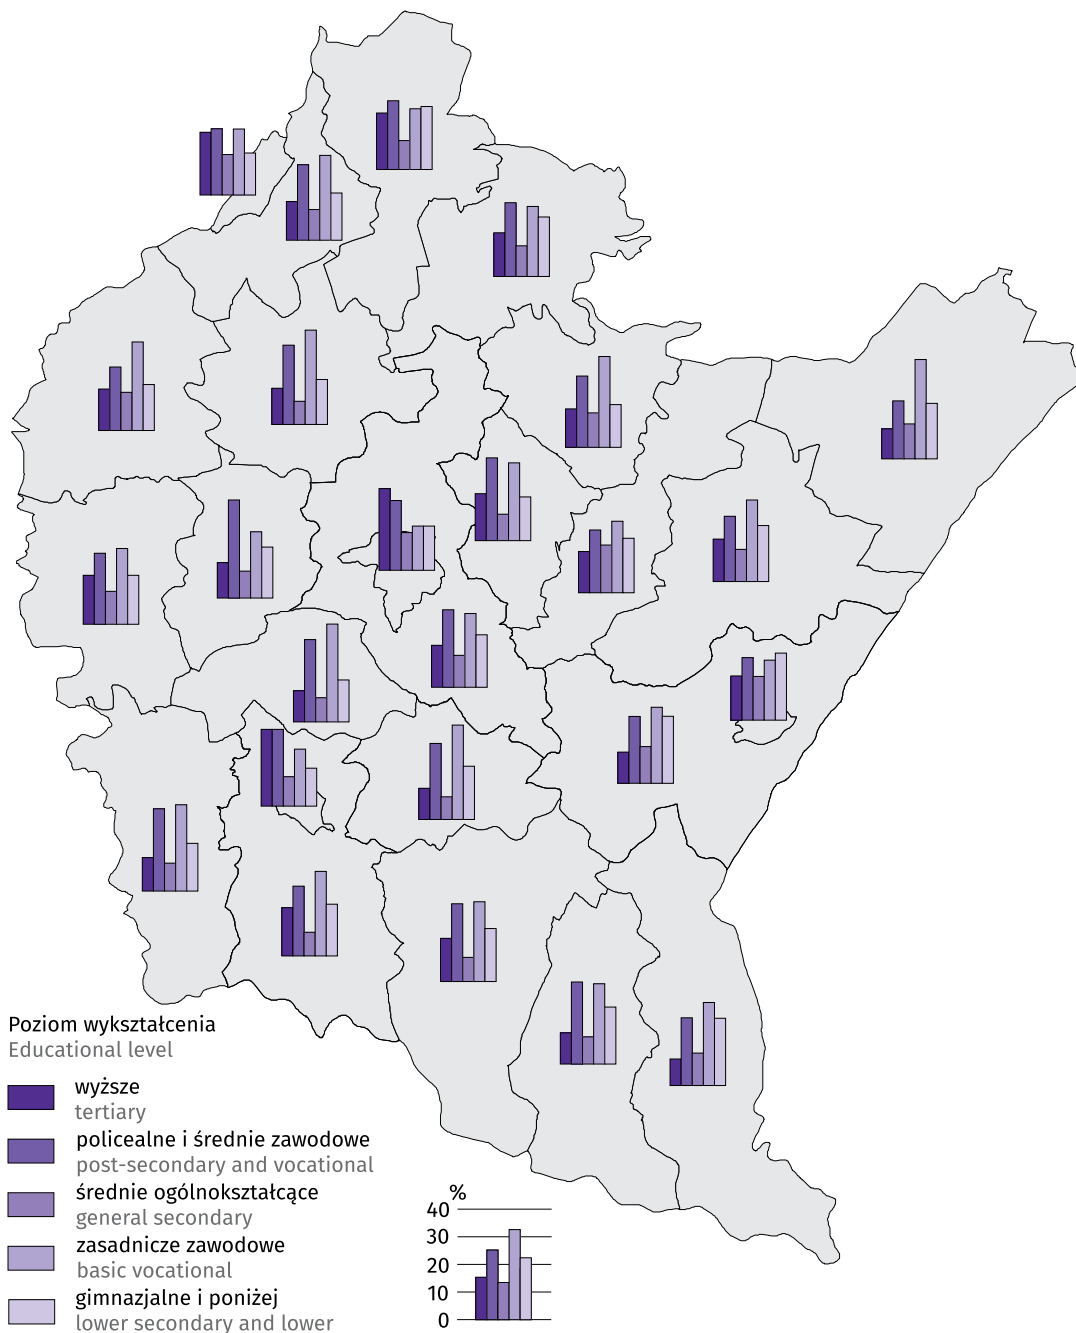 Poziom wykształcenia
Educational level
wyższe
tertiary
policealne i średnie zawodowe
post-secondary and vocational
średnie ogólnokształcące
general secondary
zasadnicze zawodowe
basic vocational
gimnazjalne i poniżej
lower secondary and lower
%
40
30
20
10
0